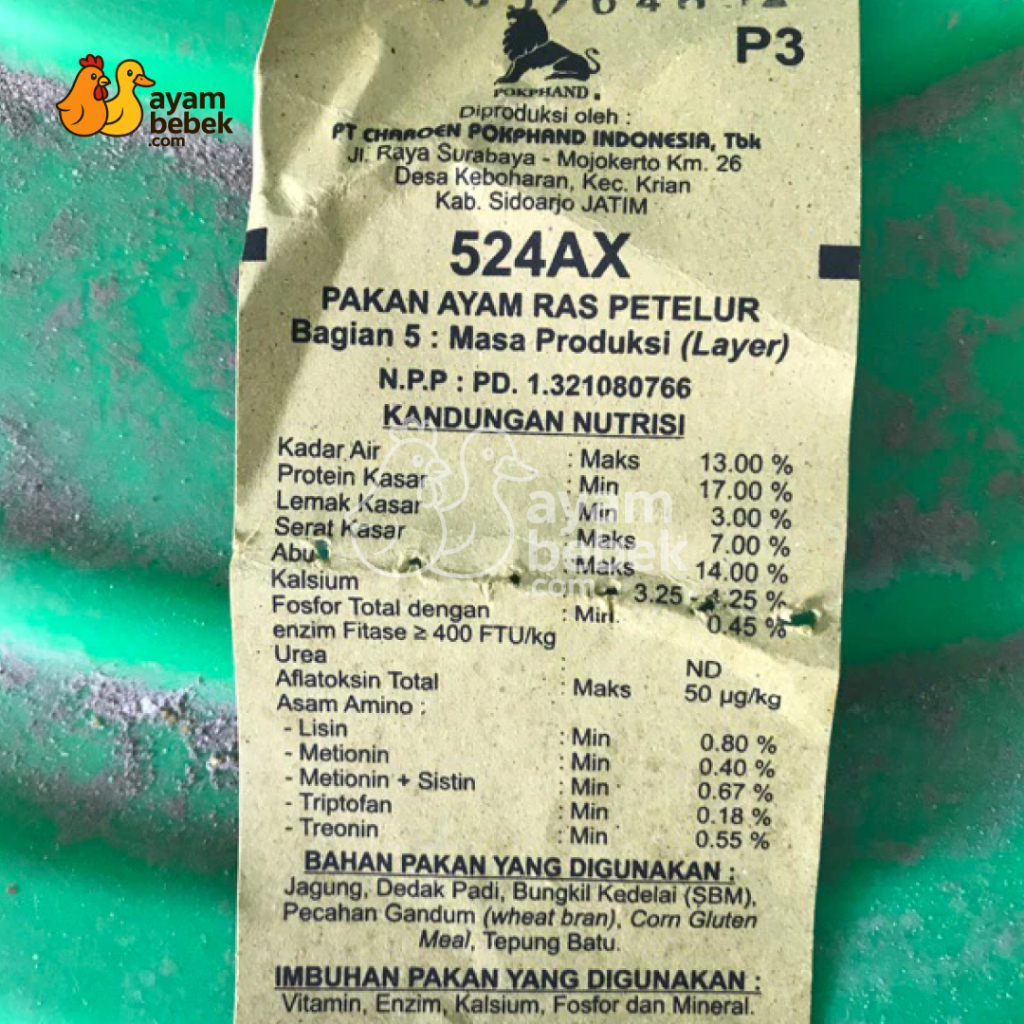 ayam
bebek
.com
P3
POKPHAND
Diproduksi oleh :
PT CHAROEN POKPHAND INDONESIA, Tbk
Jl. Raya Surabaya - Mojokerto Km. 26
Desa Keboharan, Kec. Krian
Kab. Sidoarjo JATIM
524AX
PAKAN AYAM RAS PETELUR
Bagian 5 : Masa Produksi (Layer)
N.P.P : PD. 1.321080766
KANDUNGAN NUTRISI
Kadar Air : Maks 13.00 %
Protein Kasar : Min 17.00 %
Lemak Kasar : Min 3.00 %
Serat Kasar : Maks 7.00 %
Abu : Maks 14.00 %
Kalsium : 3.25 - 4.25 %
Fosfor Total dengan : Min. 0.45 %
enzim Fitase ≥ 400 FTU/kg
Urea : ND
Aflatoksin Total : Maks 50 µg/kg
Asam Amino :
- Lisin : Min 0.80 %
- Metionin : Min 0.40 %
- Metionin + Sistin : Min 0.67 %
- Triptofan : Min 0.18 %
- Treonin : Min 0.55 %
BAHAN PAKAN YANG DIGUNAKAN :
Jagung, Dedak Padi, Bungkil Kedelai (SBM),
Pecahan Gandum (wheat bran), Corn Gluten
Meal, Tepung Batu.
IMBUHAN PAKAN YANG DIGUNAKAN :
Vitamin, Enzim, Kalsium, Fosfor dan Mineral.
ayam
bebek
.com